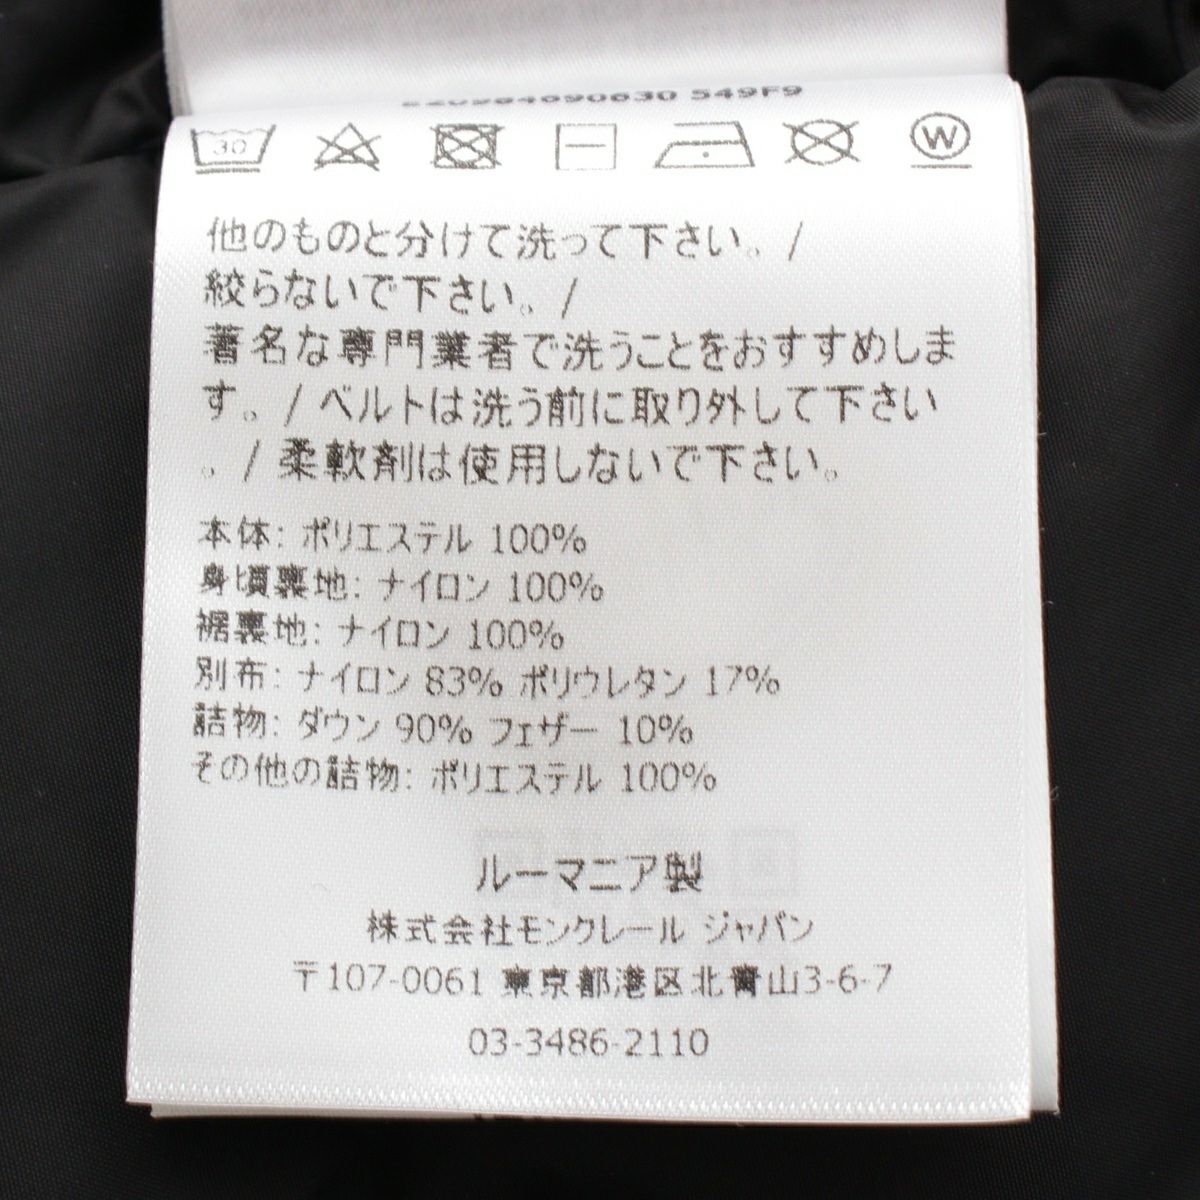 549F9
30
W
他のものと分けて洗って下さい。/
絞らないで下さい。/
著名な専門業者で洗うことをおすすめしま
す。/ ベルトは洗う前に取り外して下さい
。/ 柔軟剤は使用しないで下さい。
本体: ポリエステル 100%
身頃裏地: ナイロン 100%
裾裏地: ナイロン 100%
別布: ナイロン 83% ポリウレタン 17%
詰物: ダウン 90% フェザー 10%
その他の詰物: ポリエステル 100%
ルーマニア製
株式会社モンクレール ジャパン
〒107-0061 東京都港区北青山3-6-7
03-3486-2110